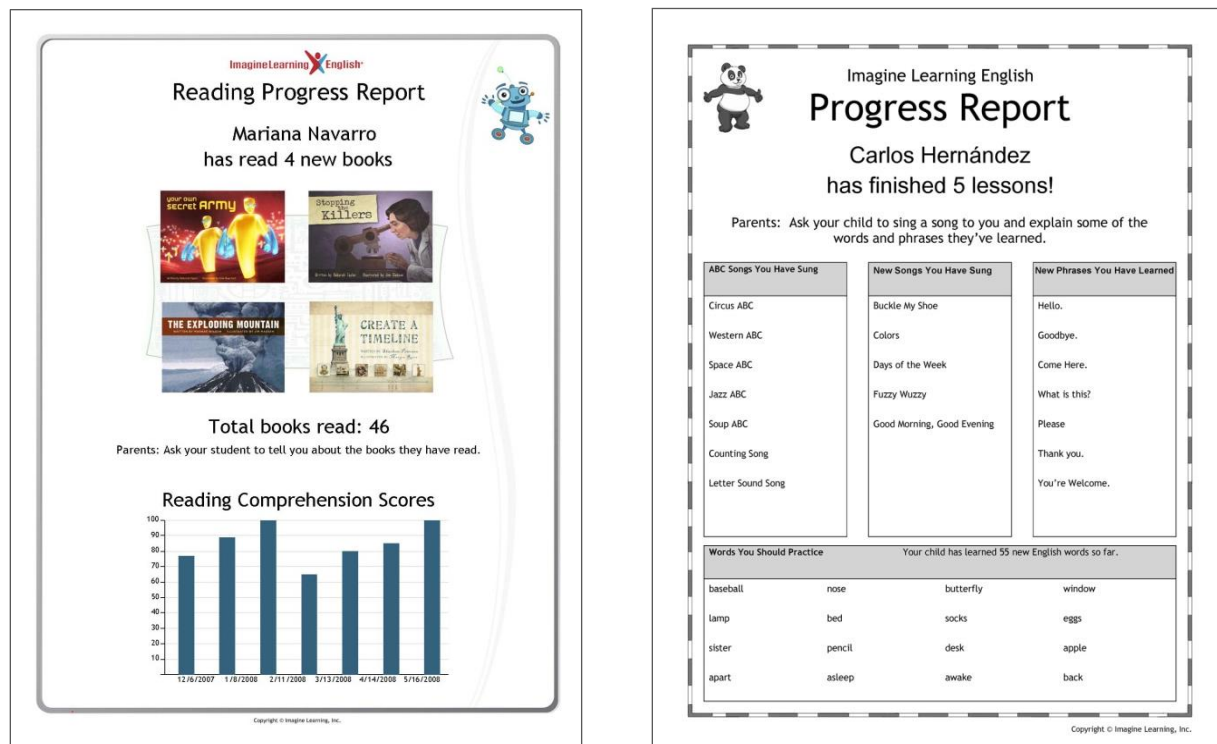 ImagineLearning English
Reading Progress Report
Mariana Navarro
has read 4 new books
your own
secret ARmy
Stopping
the
Killers
THE EXPLODING MOUNTAIN
CREATE A
TIMELINE
Total books read: 46
Parents: Ask your student to tell you about the books they have read.
Reading Comprehension Scores
100
90
80
70
60
50
40
30
20
10
12/6/2007 1/8/2008 2/11/2008 3/13/2008 4/14/2008 5/16/2008
Copyright © Imagine Learning, Inc.
Imagine Learning English
Progress Report
Carlos Hernández
has finished 5 lessons!
Parents: Ask your child to sing a song to you and explain some of the
words and phrases they've learned.
ABC Songs You Have Sung
Circus ABC
Western ABC
Space ABC
Jazz ABC
Soup ABC
Counting Song
Letter Sound Song
New Songs You Have Sung
Buckle My Shoe
Colors
Days of the Week
Fuzzy Wuzzy
Good Morning, Good Evening
New Phrases You Have Learned
Hello.
Goodbye.
Come Here.
What is this?
Please
Thank you.
You're Welcome.
Words You Should Practice Your child has learned 55 new English words so far.
baseball nose butterfly window
lamp bed socks eggs
sister pencil desk apple
apart asleep awake back
Copyright © Imagine Learning, Inc.